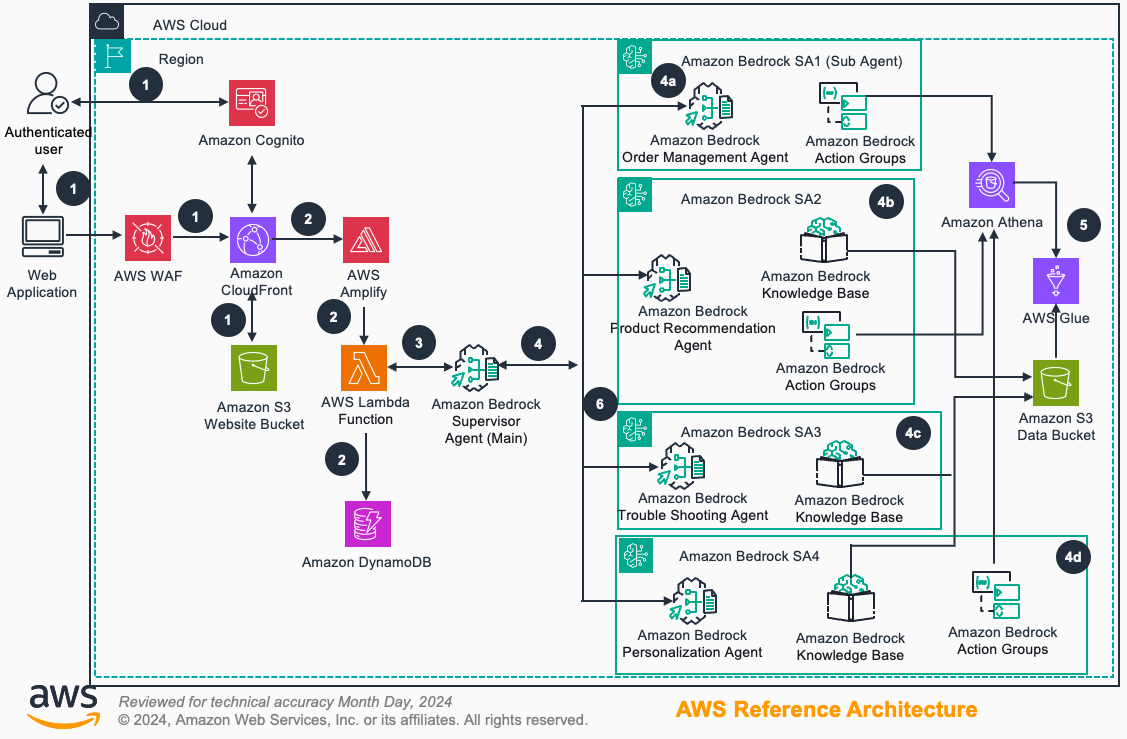 AWS Cloud
Region
1
Authenticated
user
Amazon Cognito
1
Web
Application
AWS WAF
1
Amazon
CloudFront
2
AWS
Amplify
1
Amazon S3
Website Bucket
2
AWS Lambda
Function
3
Amazon Bedrock
Supervisor
Agent (Main)
4
2
Amazon DynamoDB
6
Amazon Bedrock SA1 (Sub Agent)
4a
Amazon Bedrock
Order Management Agent
Amazon Bedrock
Action Groups
Amazon Bedrock SA2
4b
Amazon Bedrock
Knowledge Base
Amazon Bedrock
Product Recommendation
Agent
Amazon Bedrock
Action Groups
Amazon Bedrock SA3
4c
Amazon Bedrock
Trouble Shooting Agent
Amazon Bedrock
Knowledge Base
Amazon Bedrock SA4
4d
Amazon Bedrock
Personalization Agent
Amazon Bedrock
Knowledge Base
Amazon Bedrock
Action Groups
Amazon Athena
5
AWS Glue
Amazon S3
Data Bucket
aws
Reviewed for technical accuracy Month Day, 2024
© 2024, Amazon Web Services, Inc. or its affiliates. All rights reserved.
AWS Reference Architecture